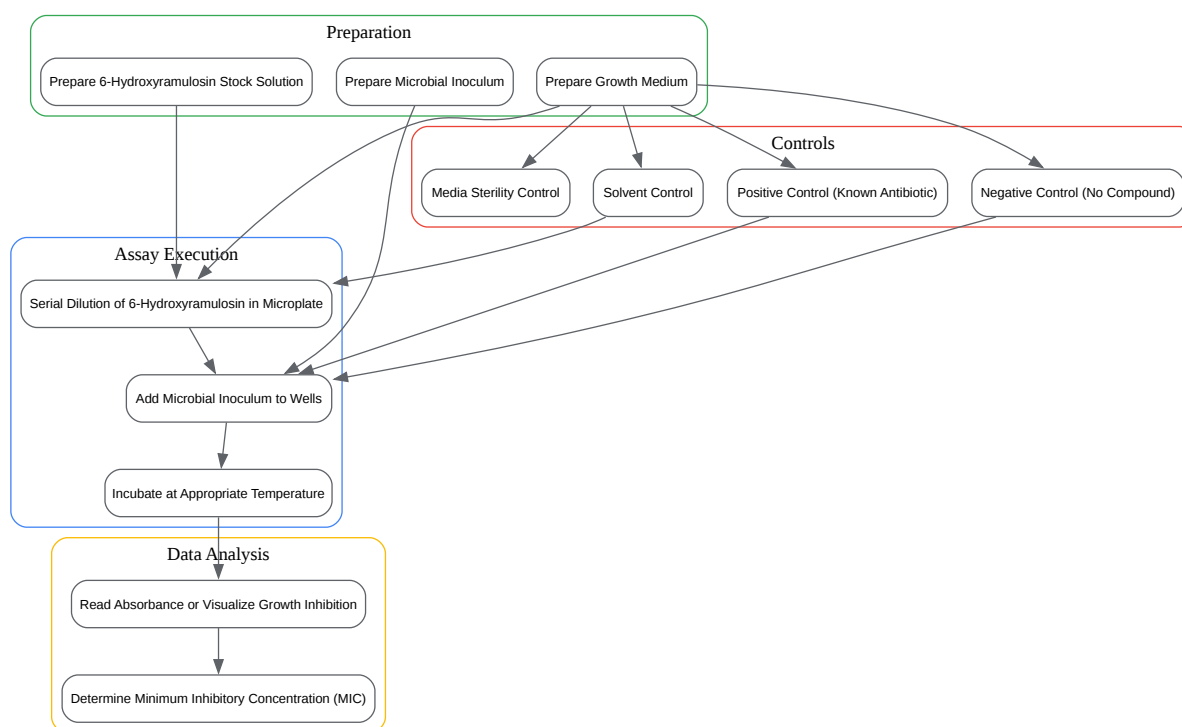 Preparation
Prepare 6-Hydroxyramulosin Stock Solution
Prepare Microbial Inoculum
Prepare Growth Medium
Controls
Media Sterility Control
Solvent Control
Positive Control (Known Antibiotic)
Negative Control (No Compound)
Assay Execution
Serial Dilution of 6-Hydroxyramulosin in Microplate
Add Microbial Inoculum to Wells
Incubate at Appropriate Temperature
Data Analysis
Read Absorbance or Visualize Growth Inhibition
Determine Minimum Inhibitory Concentration (MIC)